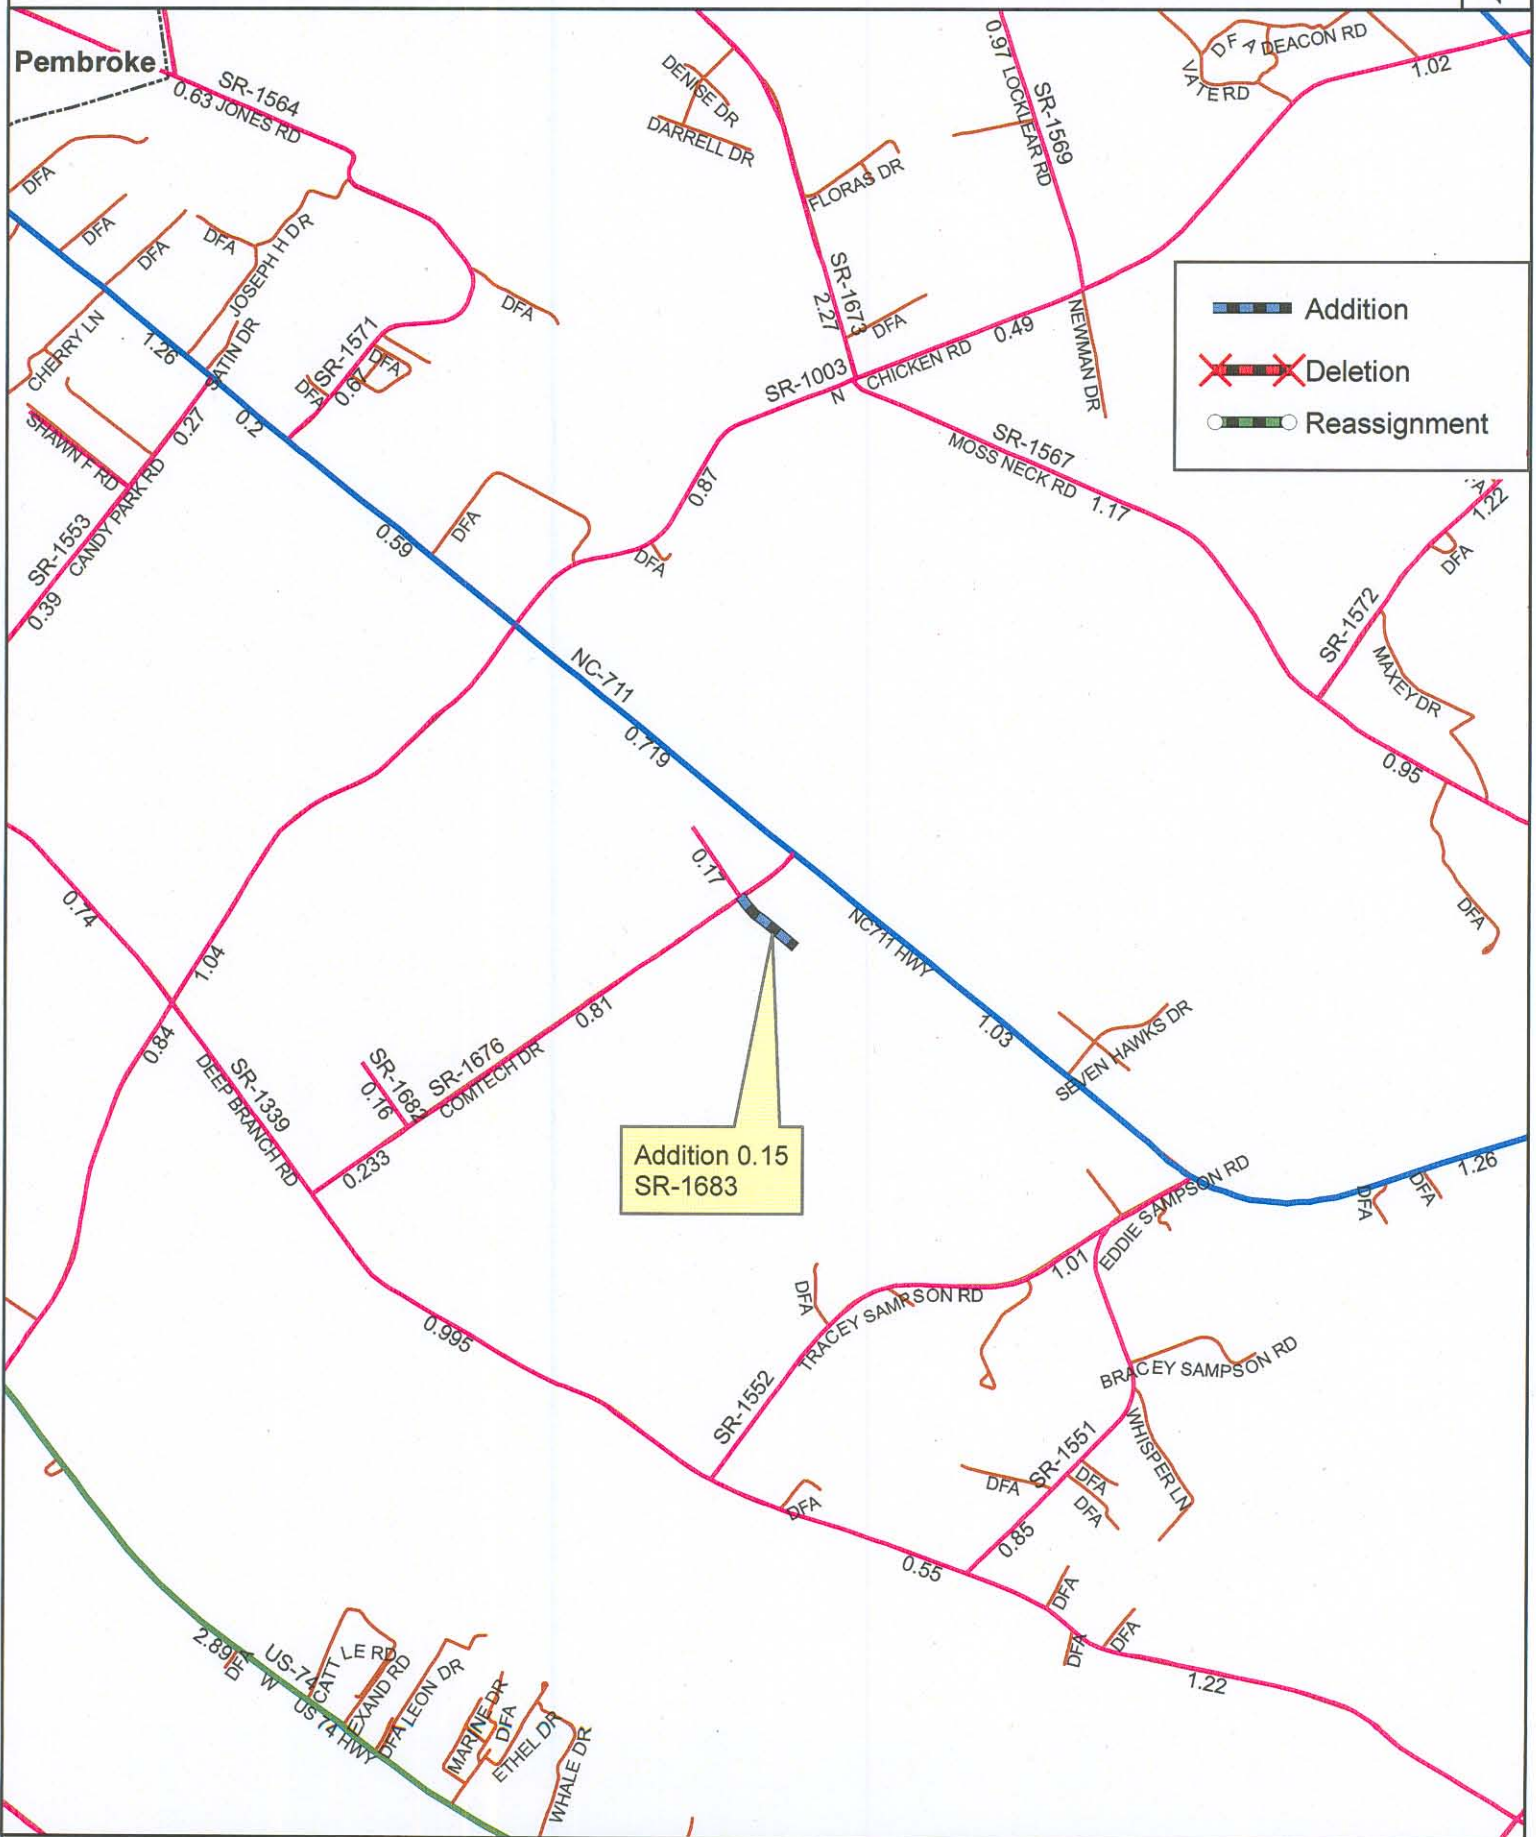 Pembroke
SR-1564
0.63 JONES RD
DFA
DFA
DFA
DFA
JOSEPH H DR
DFA
CHERRY LN
1.26
SATIN DR
SR-1571
DFA
0.67
DFA
0.2
0.27
SHAWN F RD
CANDY PARK RD
SR-1553
0.39
0.59
DFA
DENISE DR
DARRELL DR
FLORAS DR
SR-1673
2.27
DFA
0.97 LOCKLEAR RD
SR-1569
D F A DEACON RD
VATE RD
1.02
NEWMAN DR
0.49
SR-1003
N
CHICKEN RD
SR-1567
MOSS NECK RD
1.17
0.87
DFA
Addition
Deletion
Reassignment
1.22
DFA
SR-1572
MAXEY DR
0.95
DFA
NC-711
0.719
0.17
NC711 HWY
1.03
SEVEN HAWKS DR
0.74
1.04
0.84
SR-1339
DEEP BRANCH RD
SR-1682
0.16
SR-1676
COMTECH DR
0.81
0.233
Addition 0.15
SR-1683
1.26
DFA
DFA
EDDIE SAMPSON RD
1.01
DFA
TRACEY SAMPSON RD
SR-1552
0.995
BRACEY SAMPSON RD
WHISPER LN
SR-1551
DFA
DFA
DFA
0.85
DFA
0.55
DFA
DFA
DFA
1.22
2.89
DFA
US-74
W
US 74 HWY
CATT LE RD
EXAND RD
DFA
LEON DR
MARINE DR
DFA
ETHEL DR
WHALE DR